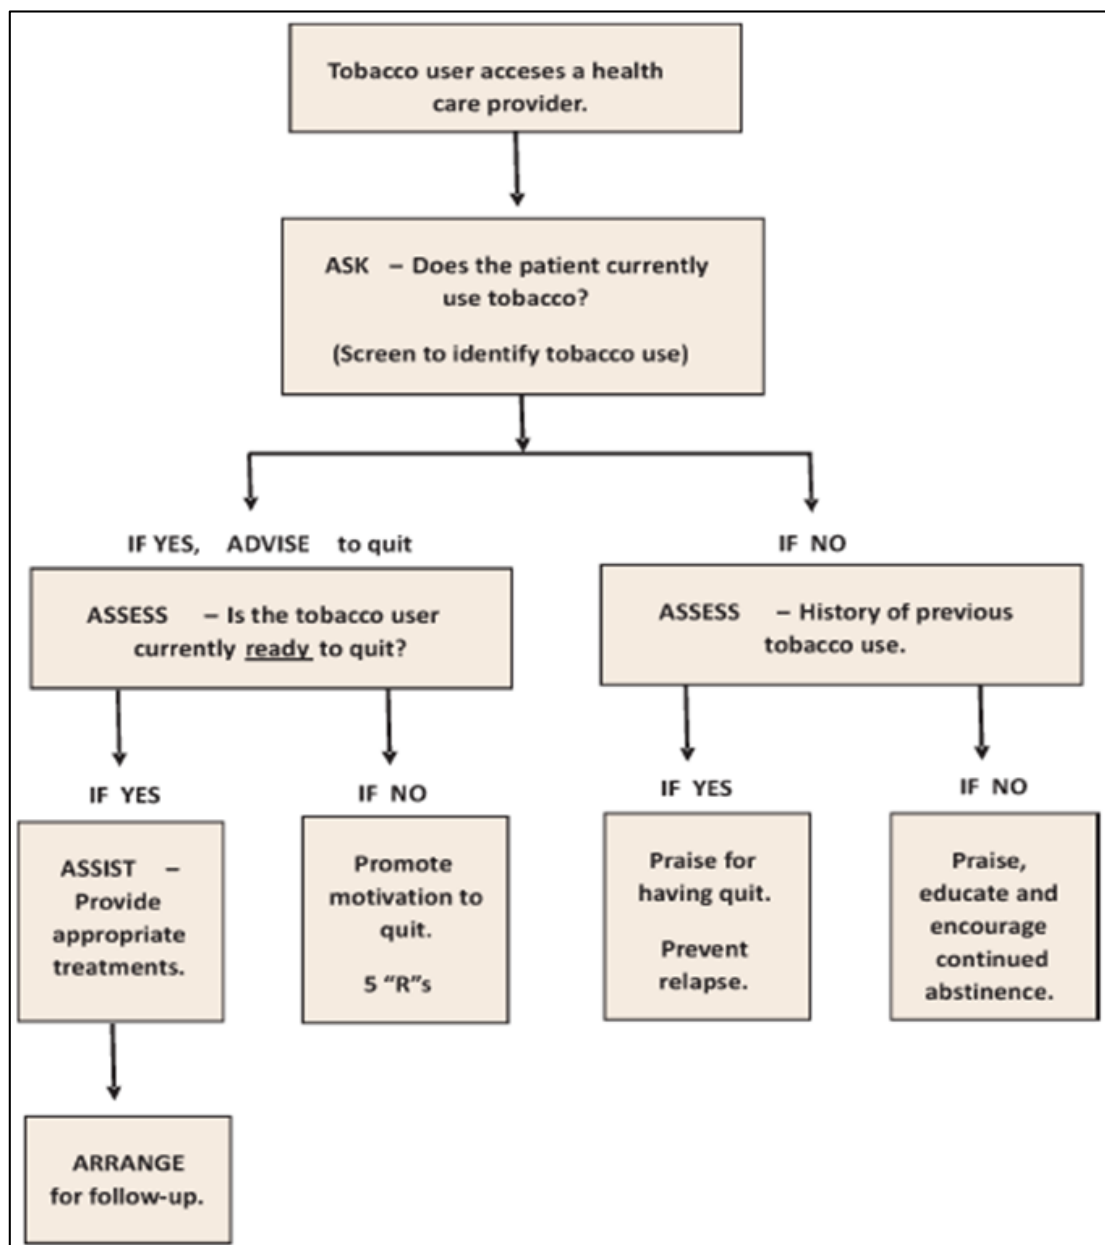 Tobacco user acceses a health
care provider.
ASK – Does the patient currently
use tobacco?
(Screen to identify tobacco use)
IF YES, ADVISE to quit
ASSESS – Is the tobacco user
currently ready to quit?
IF YES
ASSIST –
Provide
appropriate
treatments.
ARRANGE
for follow-up.
IF NO
Promote
motivation to
quit.
5 “R”s
IF NO
ASSESS – History of previous
tobacco use.
IF YES
Praise for
having quit.
Prevent
relapse.
IF NO
Praise,
educate and
encourage
continued
abstinence.